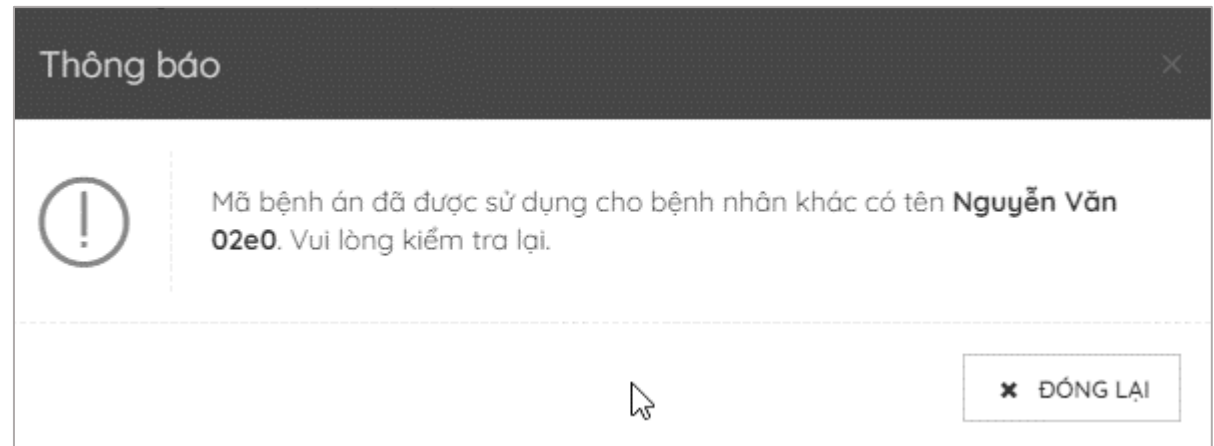 Thông báo
Mã bệnh án đã được sử dụng cho bệnh nhân khác có tên Nguyễn Văn
02e0. Vui lòng kiểm tra lại.
ĐÓNG LẠI